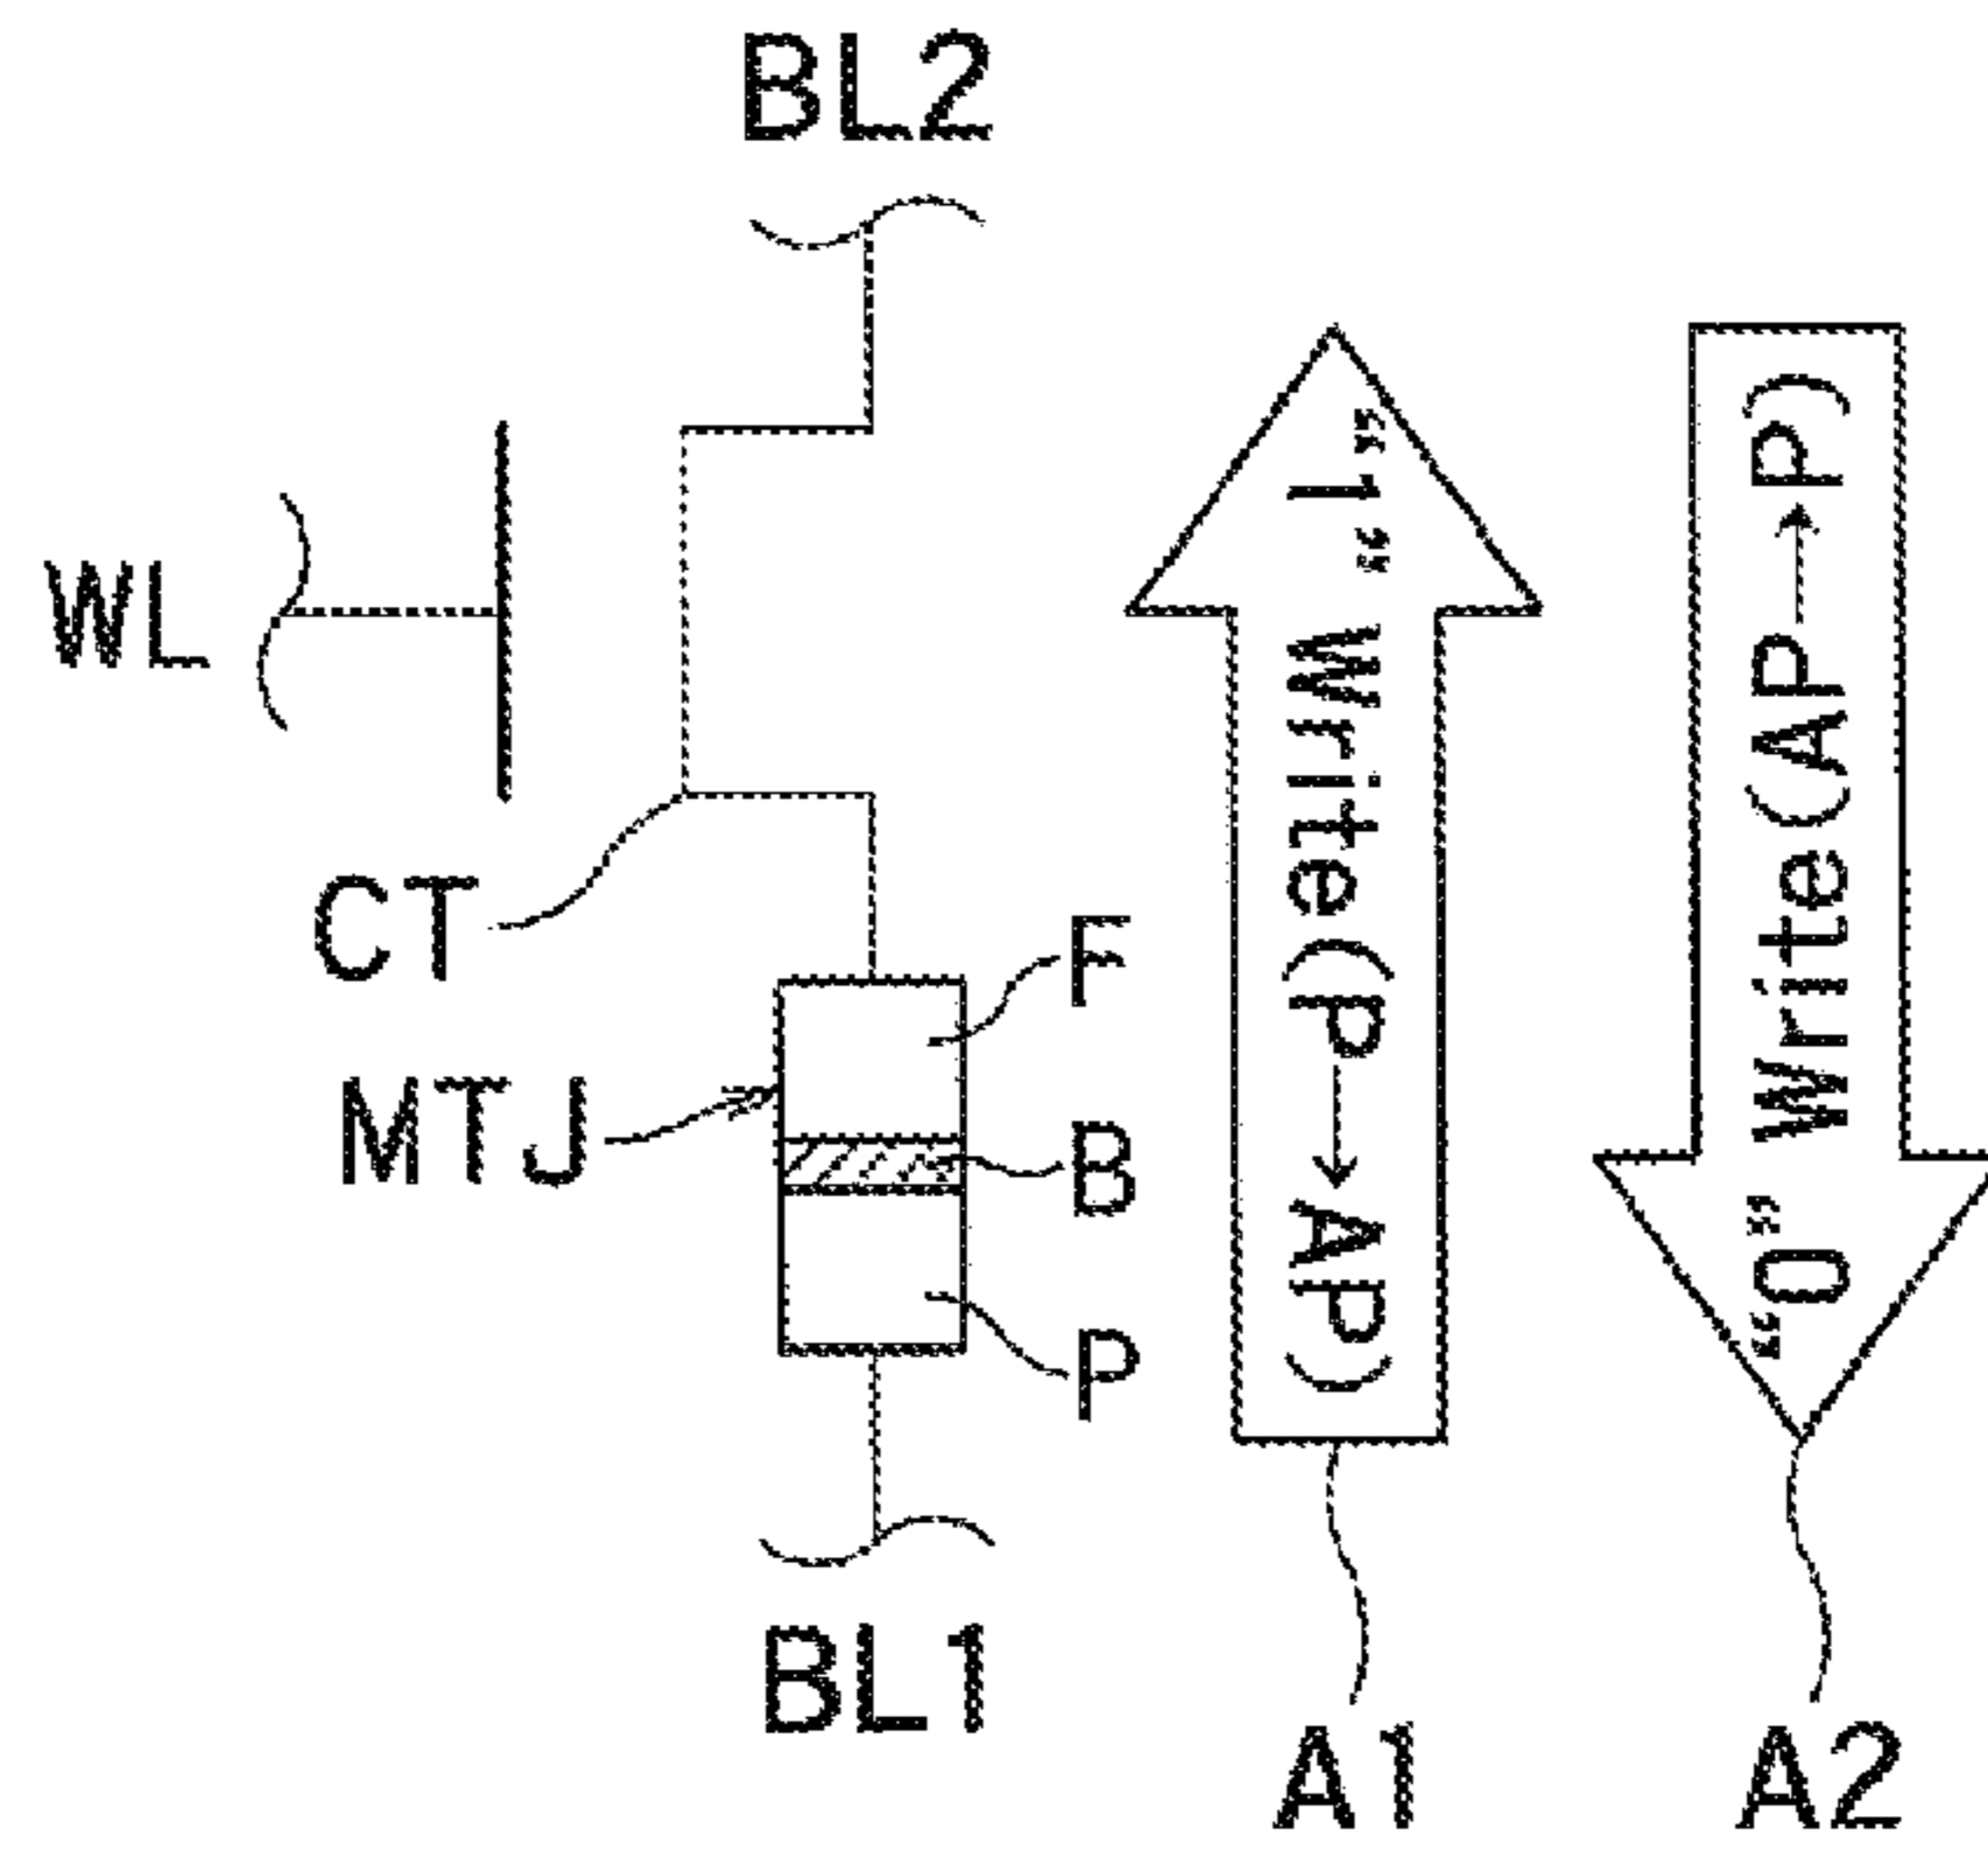 BL2
WL
CT
MTJ
F
B
P
BL1
“1” Write(P→AP)
“0” Write(AP→P)
A1
A2